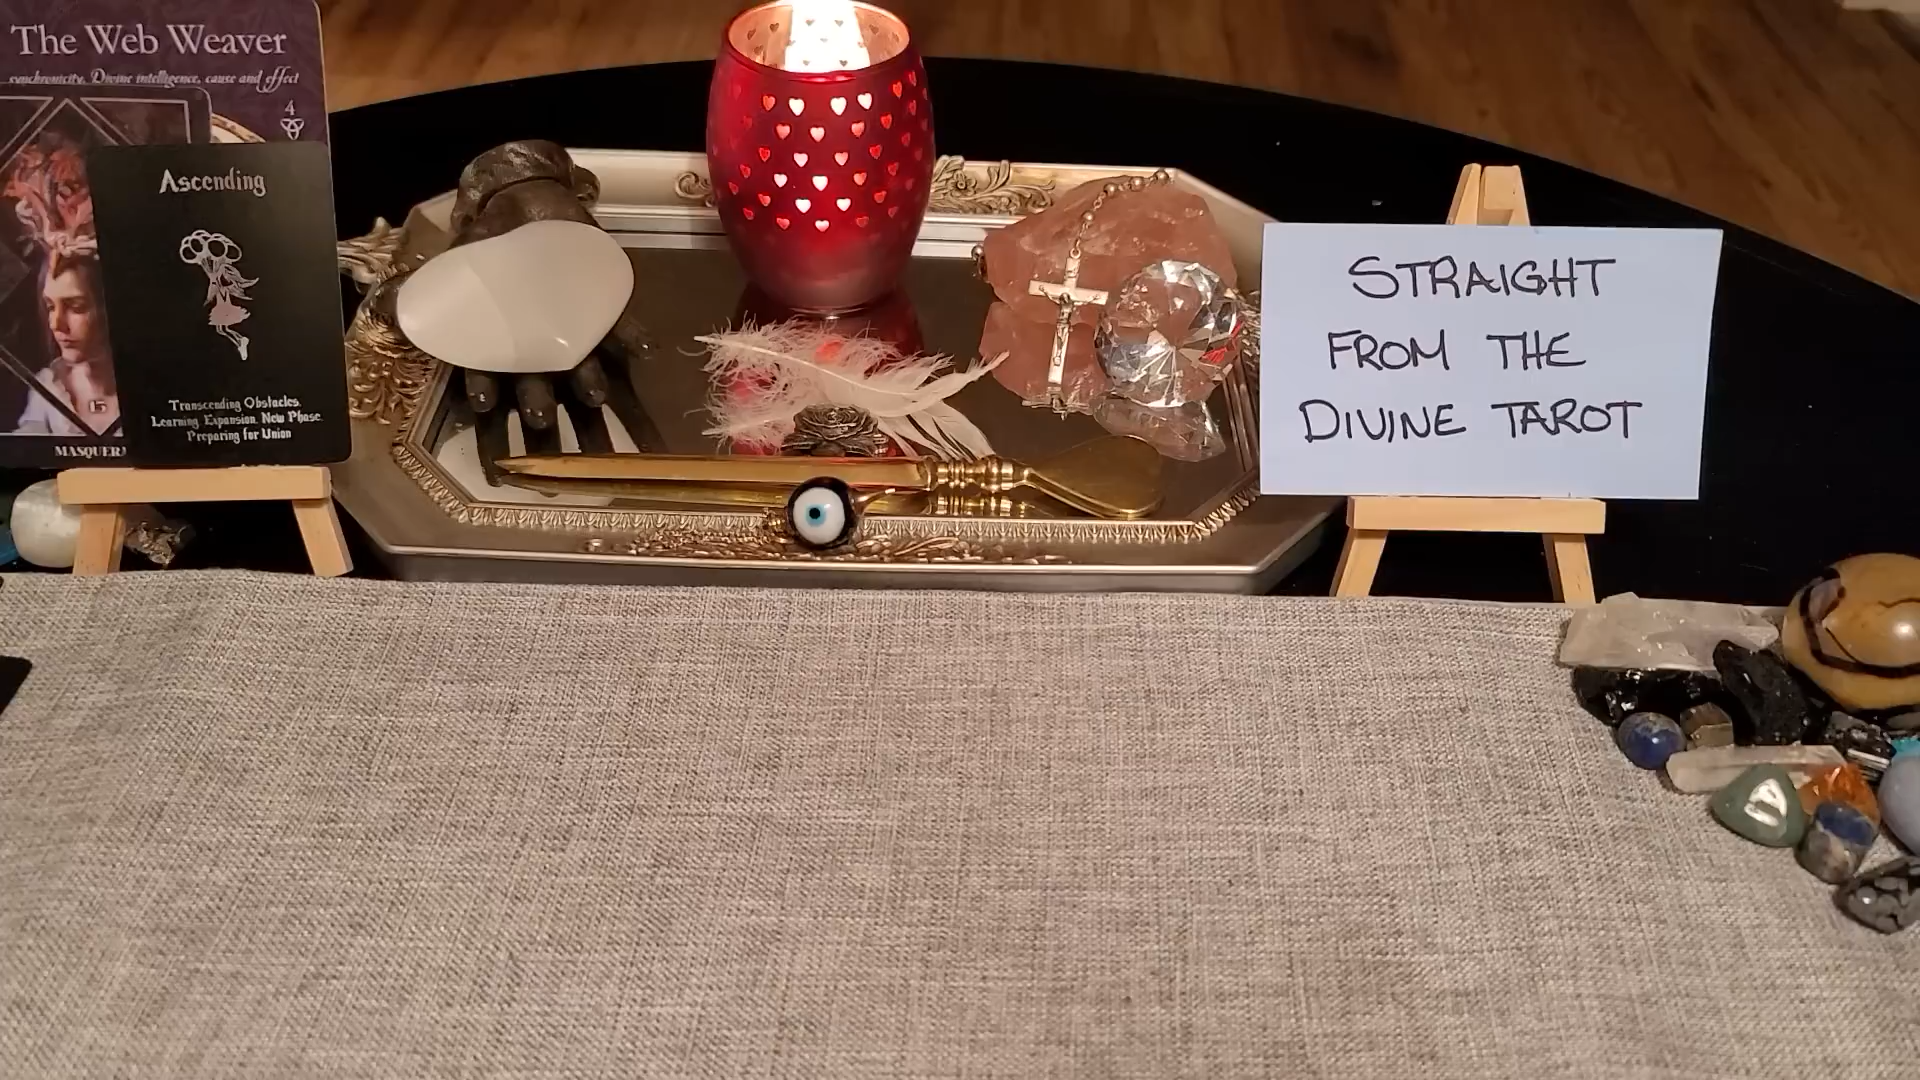 The Web Weaver
synchronicity, Divine intelligence, cause and effect
4
Ascending
Transcending Obstacles.
Learning. Expansion. New Phase.
Preparing for Union
15
STRAIGHT
FROM THE
DIVINE TAROT